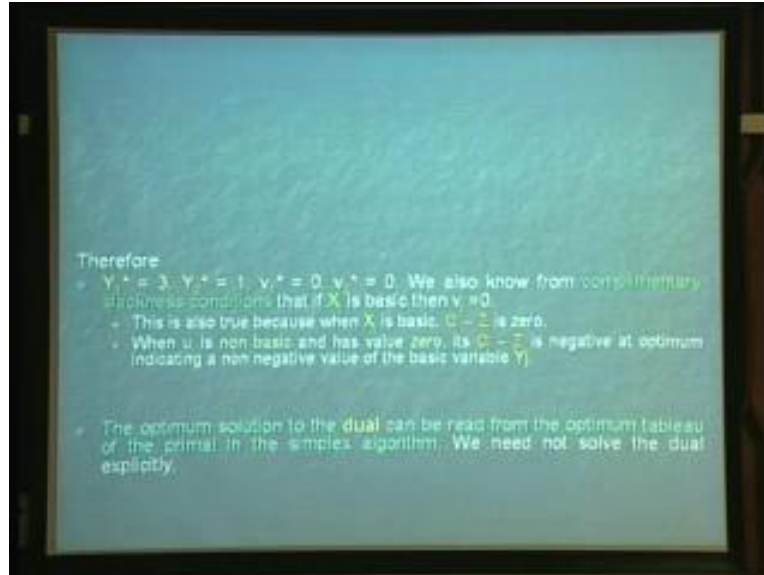 Therefore
Y * = 3, Y * = 1, v * = 0 v * = 0 We also know from complimentary
slackness conditions that if X is basic then v =0.
This is also true because when X is basic, C – Z is zero.
When u is non basic and has value zero, its C – Z is negative at optimum
indicating a non negative value of the basic variable Yj
The optimum solution to the dual can be read from the optimum tableau
of the primal in the simplex algorithm. We need not solve the dual
explicitly.